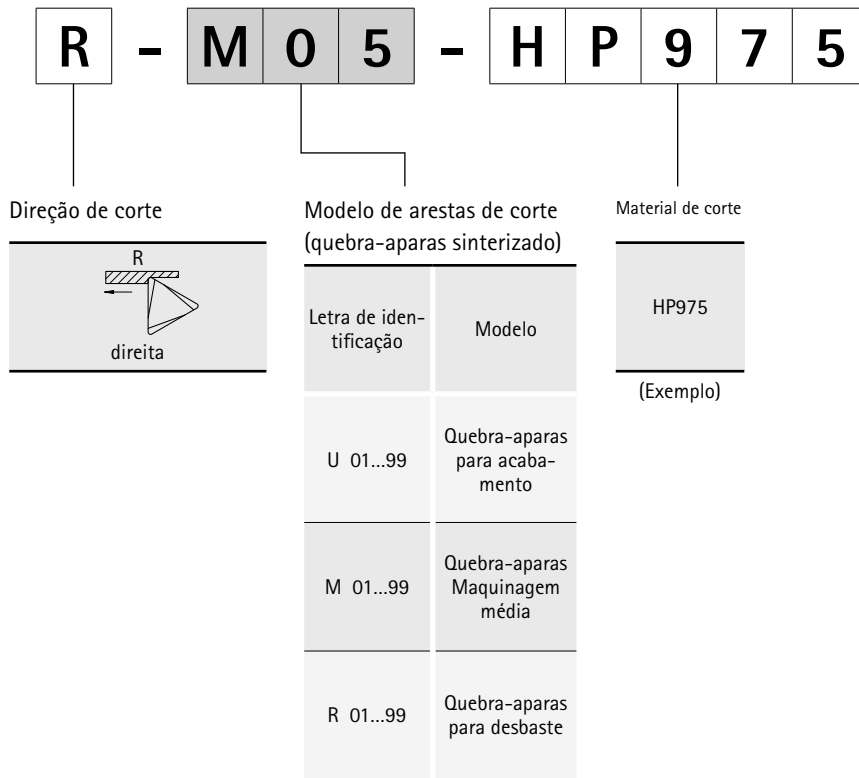 R - M 0 5 - H P 9 7 5
Direção de corte
R
direita
Modelo de arestas de corte
(quebra-aparas sinterizado)
Letra de iden-
tificação
Modelo
U 01...99
Quebra-aparas
para acaba-
mento
M 01...99
Quebra-aparas
Maquinagem
média
R 01...99
Quebra-aparas
para desbaste
Material de corte
HP975
(Exemplo)